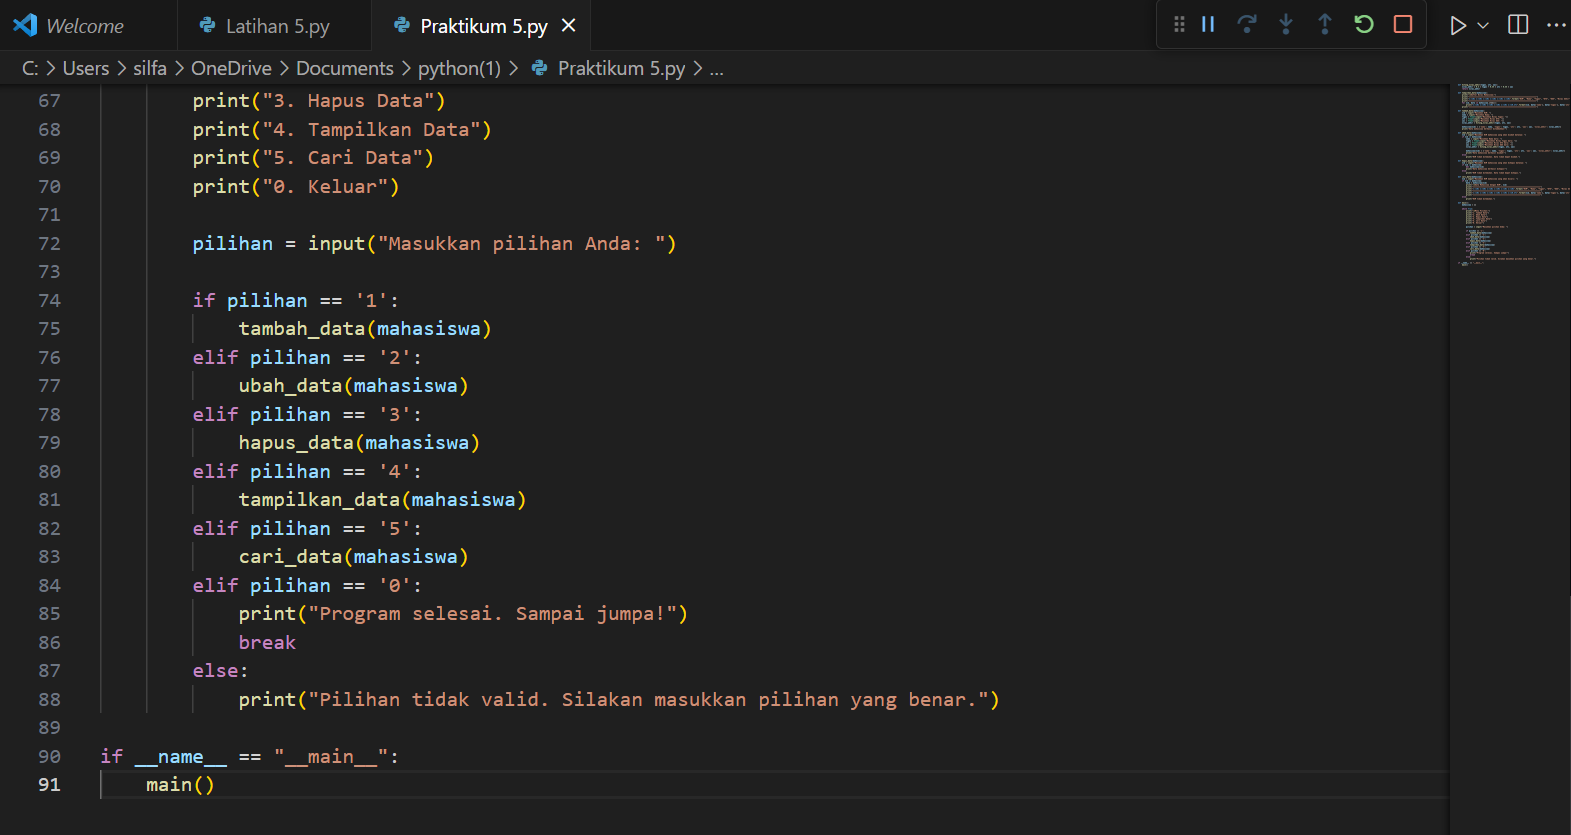 Welcome Latihan 5.py Praktikum 5.py
C: > Users > silfa > OneDrive > Documents > python(1) > Praktikum 5.py > ...
67 print("3. Hapus Data")
68 print("4. Tampilkan Data")
69 print("5. Cari Data")
70 print("0. Keluar")
71
72 pilihan = input("Masukkan pilihan Anda: ")
73
74 if pilihan == '1':
75 tambah_data(mahasiswa)
76 elif pilihan == '2':
77 ubah_data(mahasiswa)
78 elif pilihan == '3':
79 hapus_data(mahasiswa)
80 elif pilihan == '4':
81 tampilkan_data(mahasiswa)
82 elif pilihan == '5':
83 cari_data(mahasiswa)
84 elif pilihan == '0':
85 print("Program selesai. Sampai jumpa!")
86 break
87 else:
88 print("Pilihan tidak valid. Silakan masukkan pilihan yang benar.")
89
90 if __name__ == "__main__":
91 main()